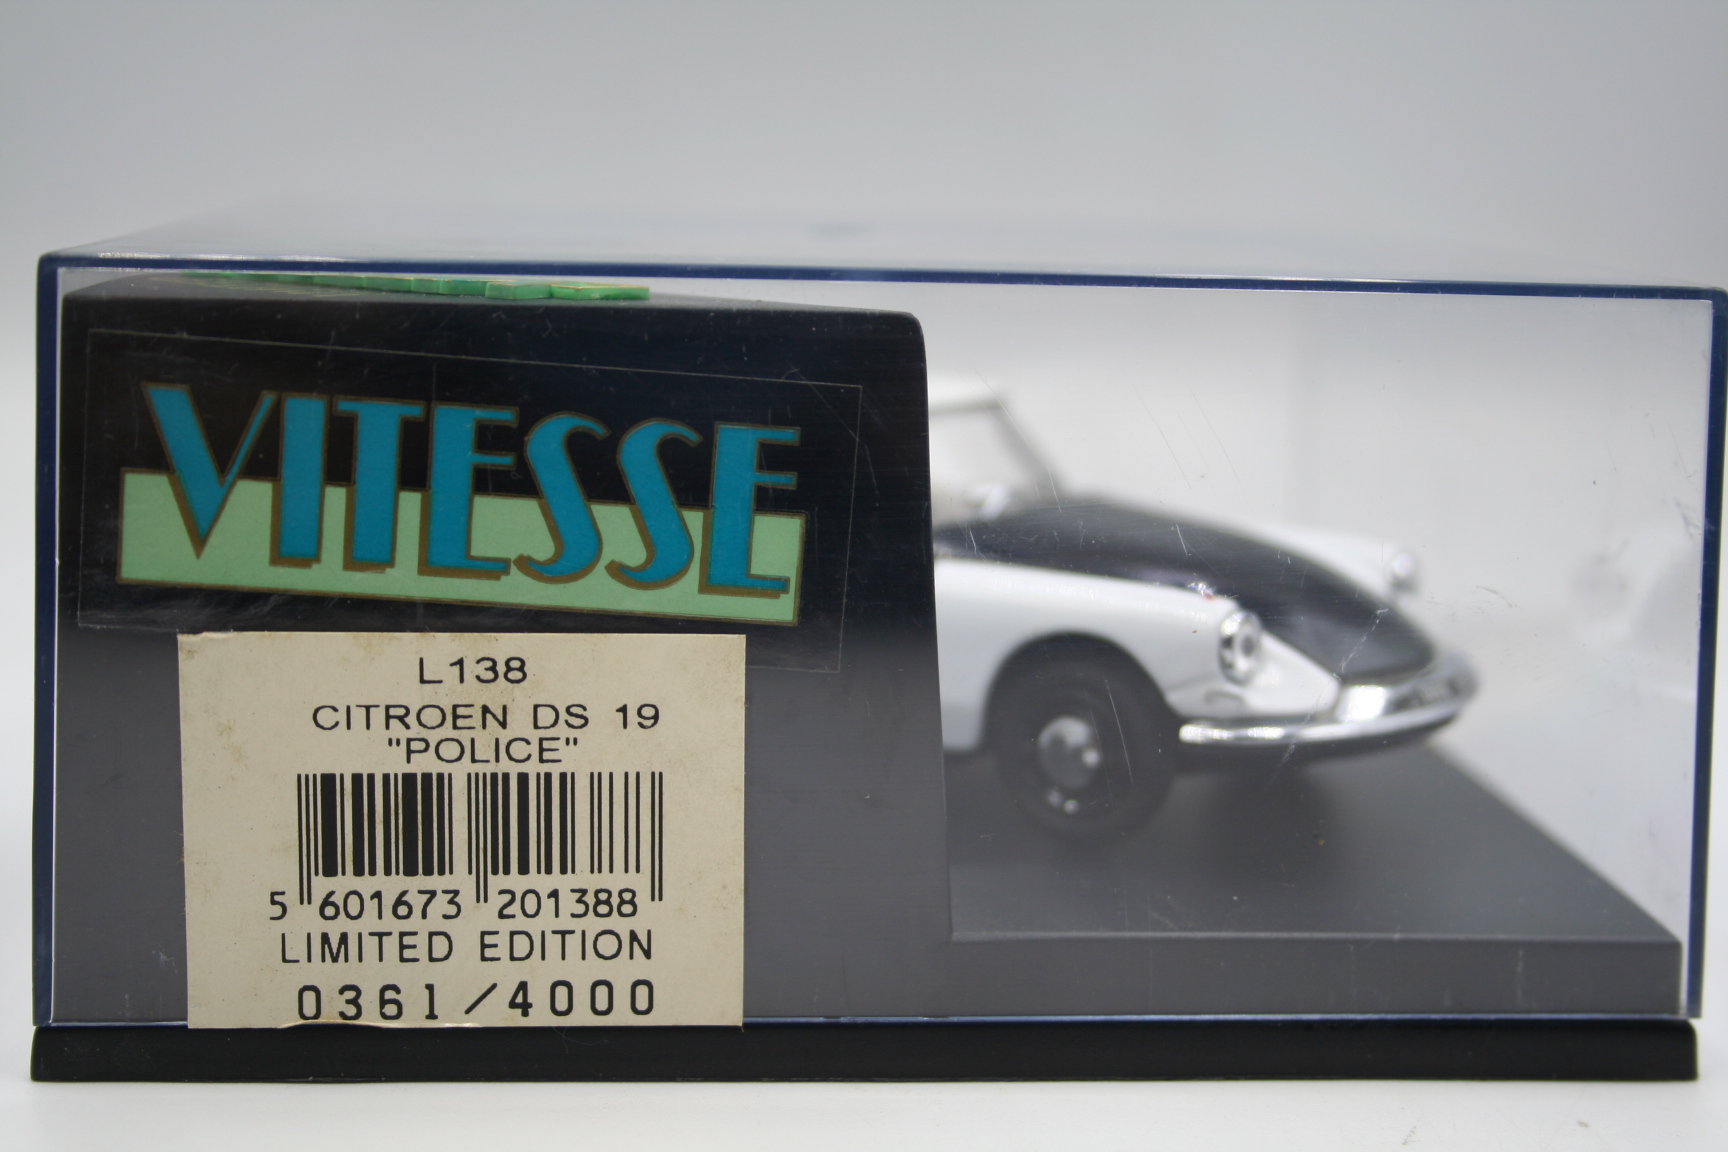 VITESSE
L138
CITROEN DS 19
"POLICE"
5 601673 201388
LIMITED EDITION
0361/4000